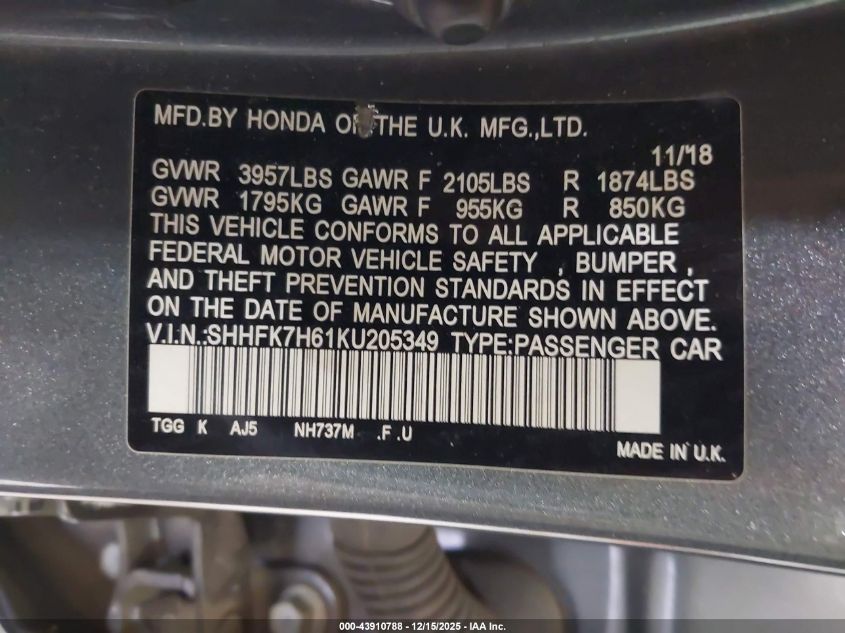 MFD.BY HONDA OF THE U.K. MFG.,LTD.
11/18
GVWR 3957LBS GAWR F 2105LBS R 1874LBS
GVWR 1795KG GAWR F 955KG R 850KG
THIS VEHICLE CONFORMS TO ALL APPLICABLE
FEDERAL MOTOR VEHICLE SAFETY , BUMPER ,
AND THEFT PREVENTION STANDARDS IN EFFECT
ON THE DATE OF MANUFACTURE SHOWN ABOVE.
V.I.N.:SHHFK7H61KU205349 TYPE:PASSENGER CAR
TGG K AJ5 NH737M .F .U
MADE IN U.K.
000-43910788 - 12/15/2025 - IAA Inc.